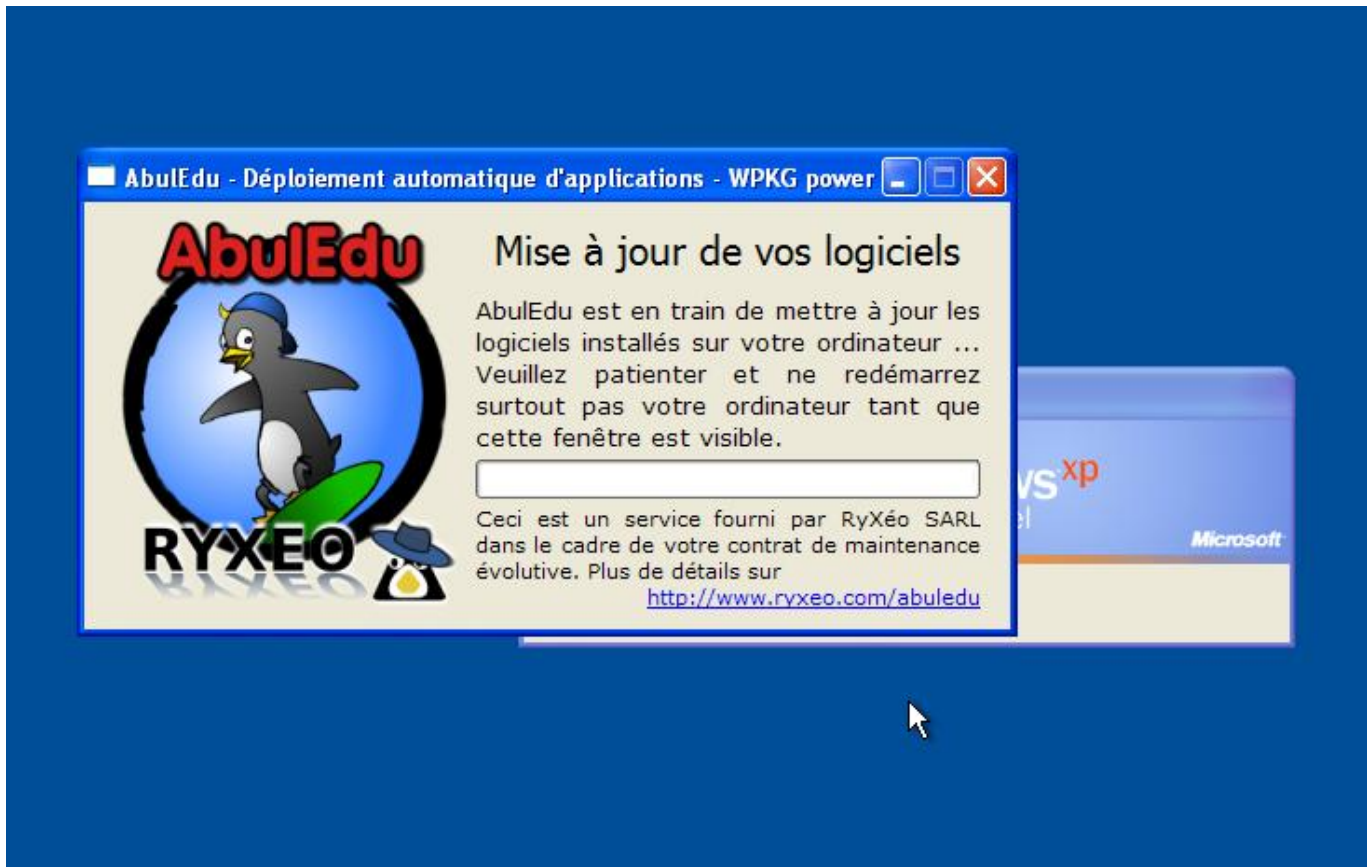 AbulEdu - Déploiement automatique d'applications - WPKG power
AbulEdu
Mise à jour de vos logiciels
AbulEdu est en train de mettre à jour les
logiciels installés sur votre ordinateur ...
Veuillez patienter et ne redémarrez
surtout pas votre ordinateur tant que
cette fenêtre est visible.
RYXEO
Ceci est un service fourni par RyXéo SARL
dans le cadre de votre contrat de maintenance
évolutive. Plus de détails sur
http://www.ryxeo.com/abuledu
xp
Microsoft